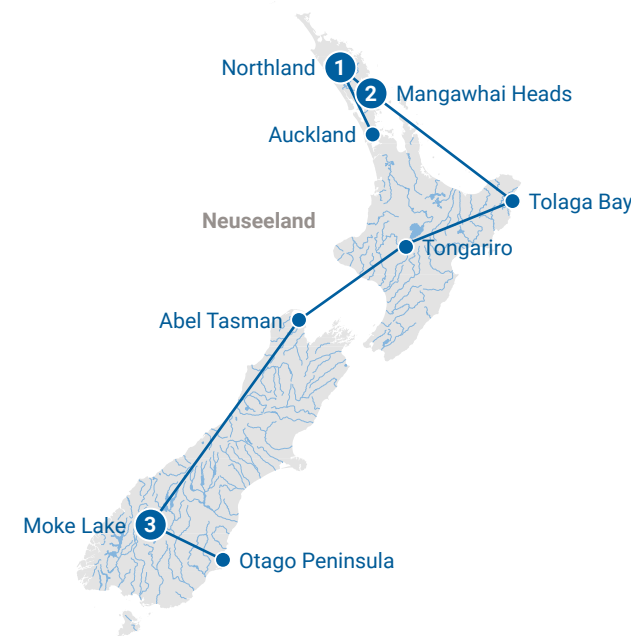 Northland 1
2 Mangawhai Heads
Auckland
Tolaga Bay
Neuseeland
Tongariro
Abel Tasman
Moke Lake 3
Otago Peninsula